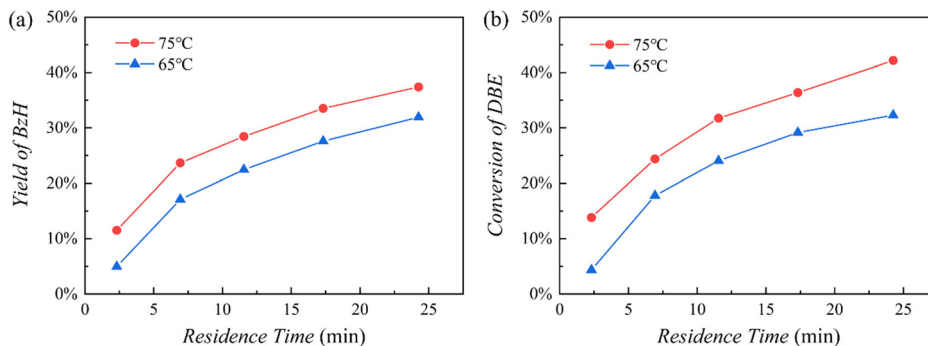 (a)
50%
40%
30%
20%
10%
0%
Yield of BzH
75°C
65°C
0 5 10 15 20 25
Residence Time (min)
(b)
50%
40%
30%
20%
10%
0%
Conversion of DBE
75°C
65°C
0 5 10 15 20 25
Residence Time (min)